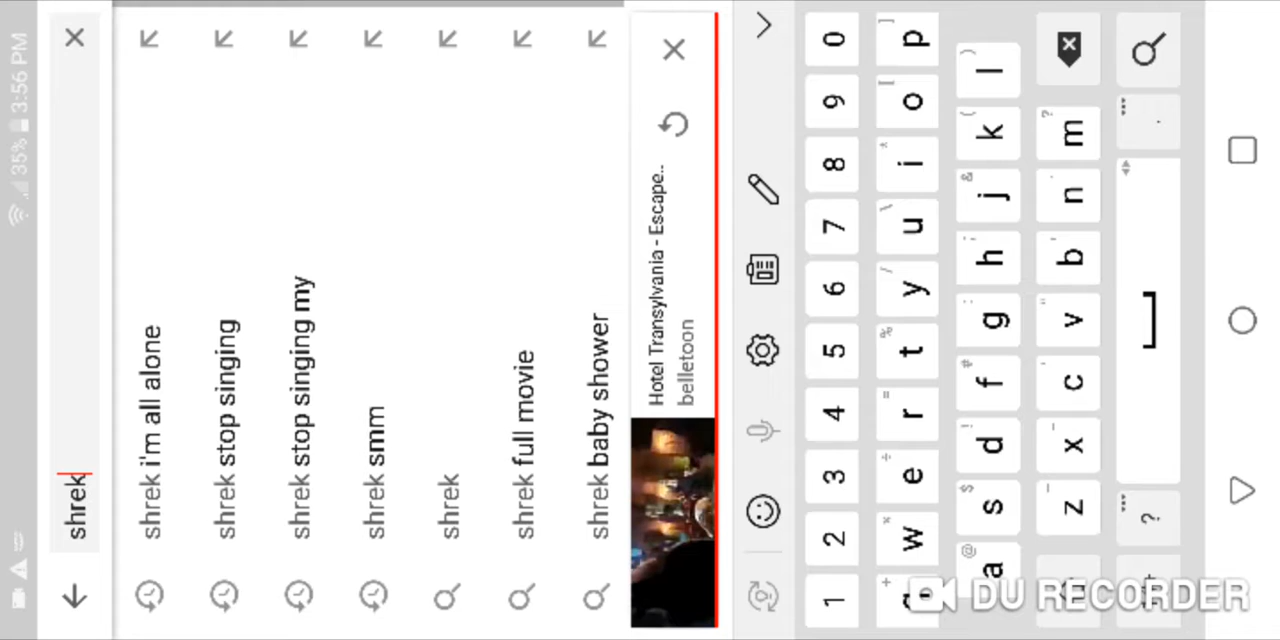 35% 3:56 PM
shrek
shrek i'm all alone
shrek stop singing
shrek stop singing my
shrek smm
shrek
shrek full movie
shrek baby shower
Hotel Transylvania - Escape..
belletoon
1 2 3 4 5 6 7 8 9 0
q w e r t y u i o p
a s d f g h j k l
z x c v b n m
? .
DU RECORDER